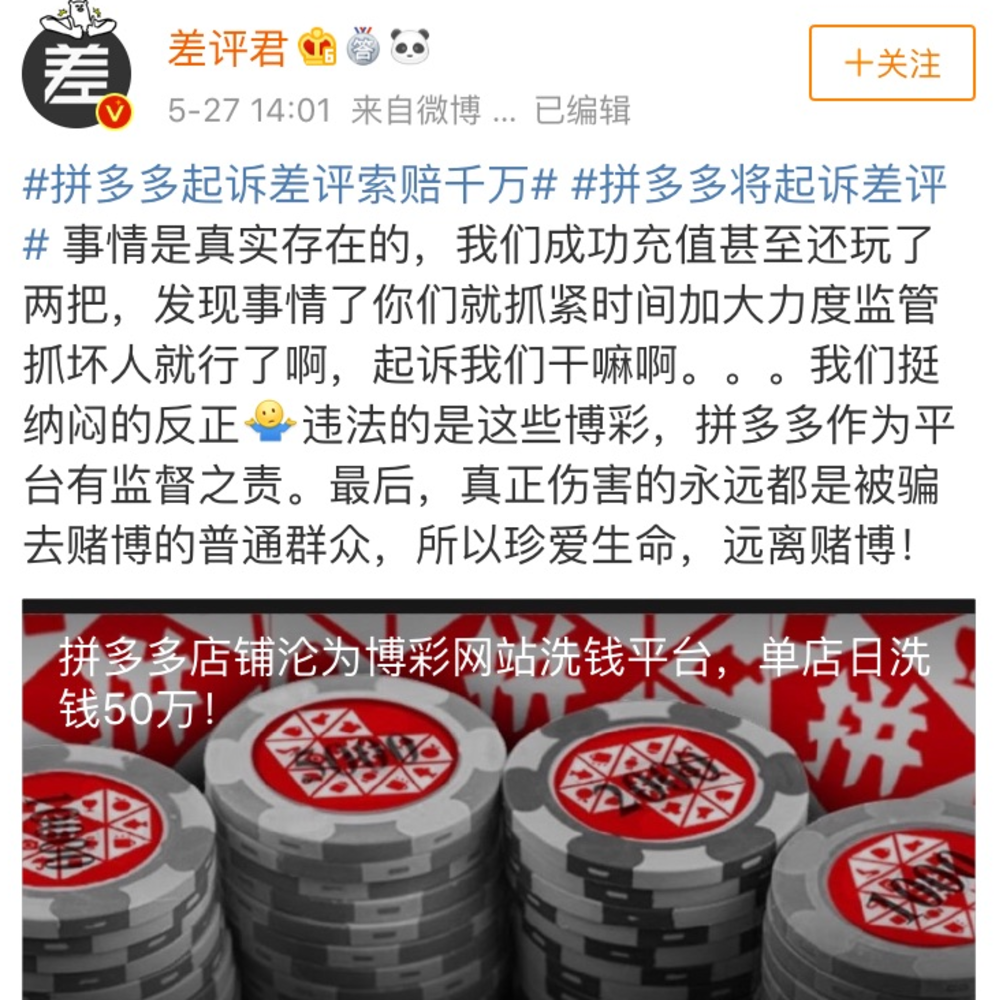 差
差评君
6
答
V
+关注
5-27 14:01 来自微博 ... 已编辑
#拼多多起诉差评索赔千万# #拼多多将起诉差评
# 事情是真实存在的，我们成功充值甚至还玩了
两把，发现事情了你们就抓紧时间加大力度监管
抓坏人就行了啊，起诉我们干嘛啊。。。我们挺
纳闷的反正🤷违法的是这些博彩，拼多多作为平
台有监督之责。最后，真正伤害的永远都是被骗
去赌博的普通群众，所以珍爱生命，远离赌博！
拼多多店铺沦为博彩网站洗钱平台，单店日洗
钱50万！
拼
5000
2000
1000